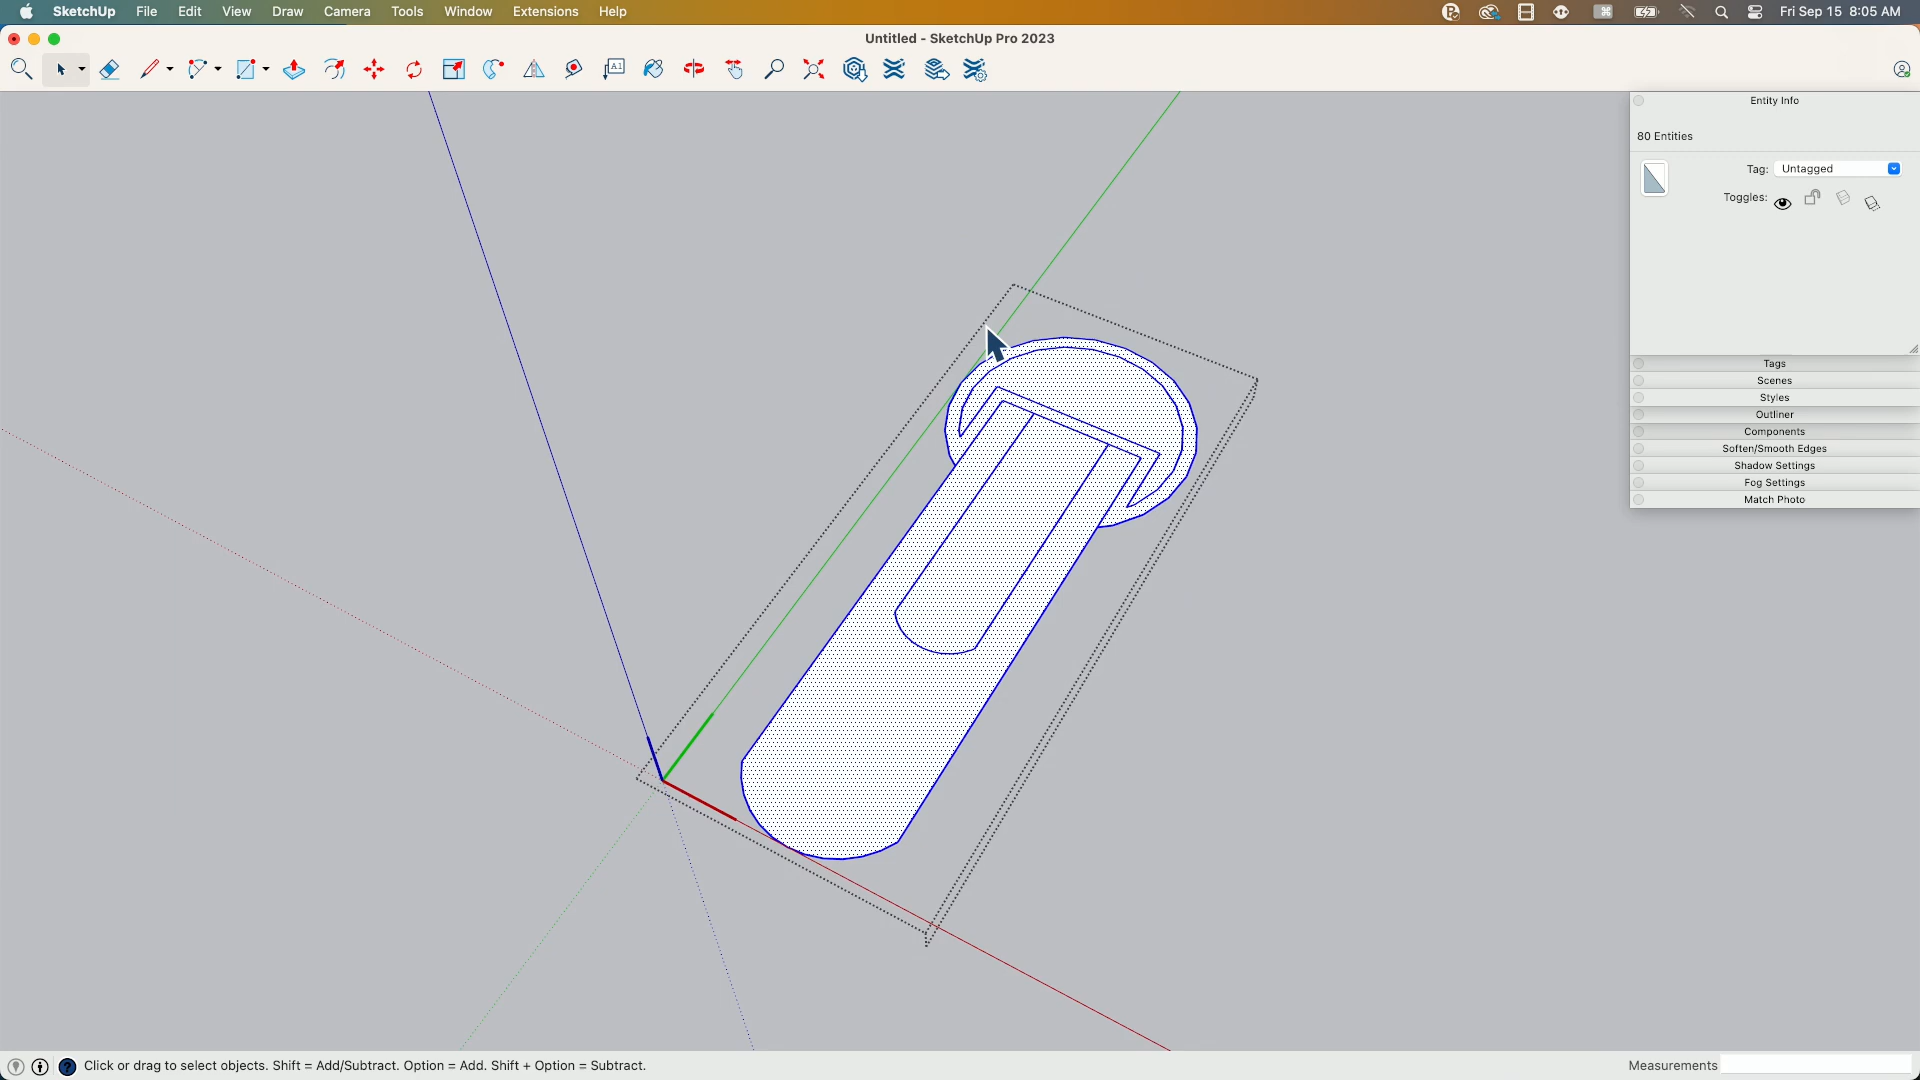 SketchUp File Edit View Draw Camera Tools Window Extensions Help
Fri Sep 15 8:05 AM
Untitled - SketchUp Pro 2023
A1
Entity Info
80 Entities
Tag: Untagged
Toggles:
Tags
Scenes
Styles
Outliner
Components
Soften/Smooth Edges
Shadow Settings
Fog Settings
Match Photo
Click or drag to select objects. Shift = Add/Subtract. Option = Add. Shift + Option = Subtract.
Measurements